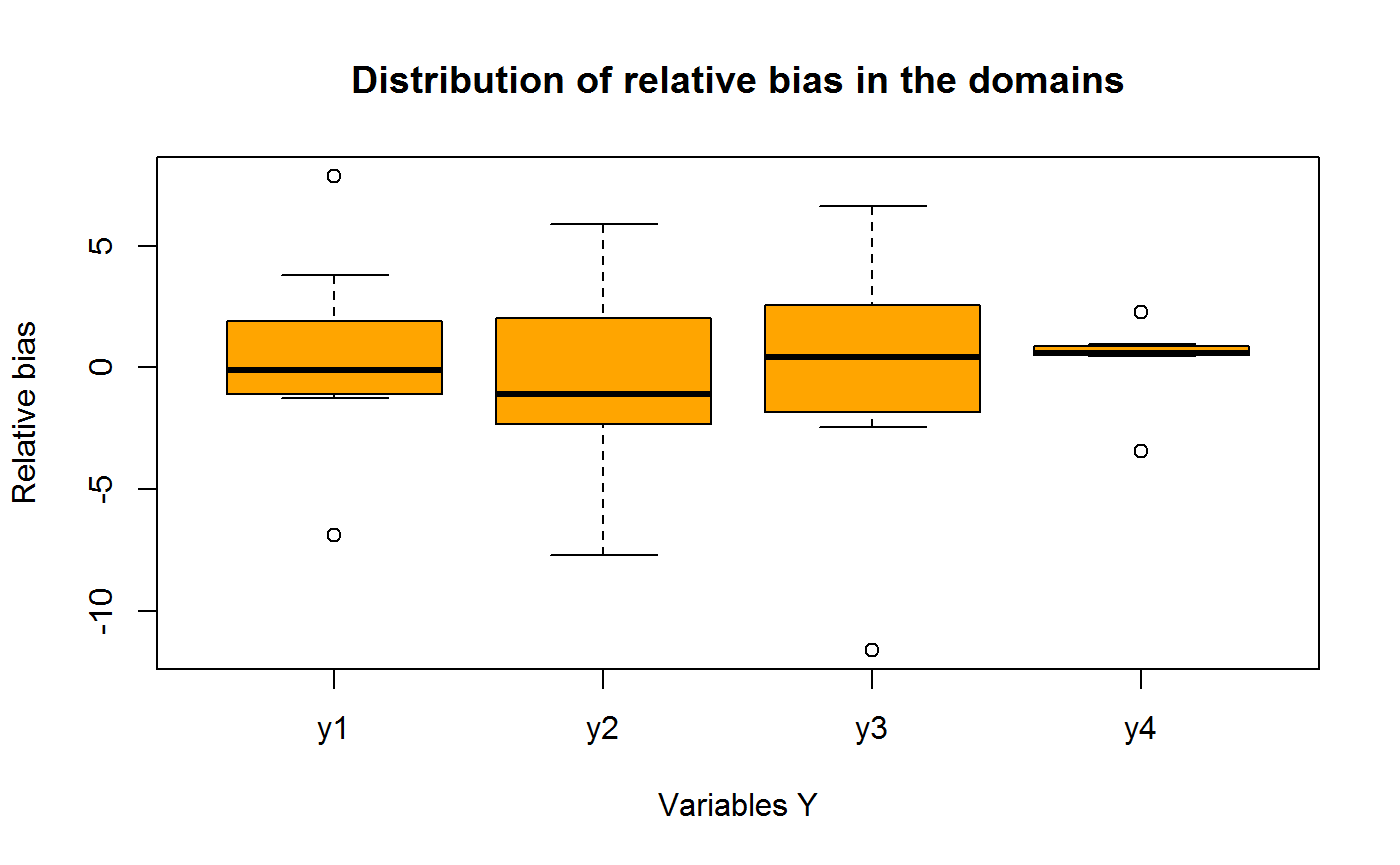 Distribution of relative bias in the domains
Relative bias
5
0
-5
-10
y1 y2 y3 y4
Variables Y